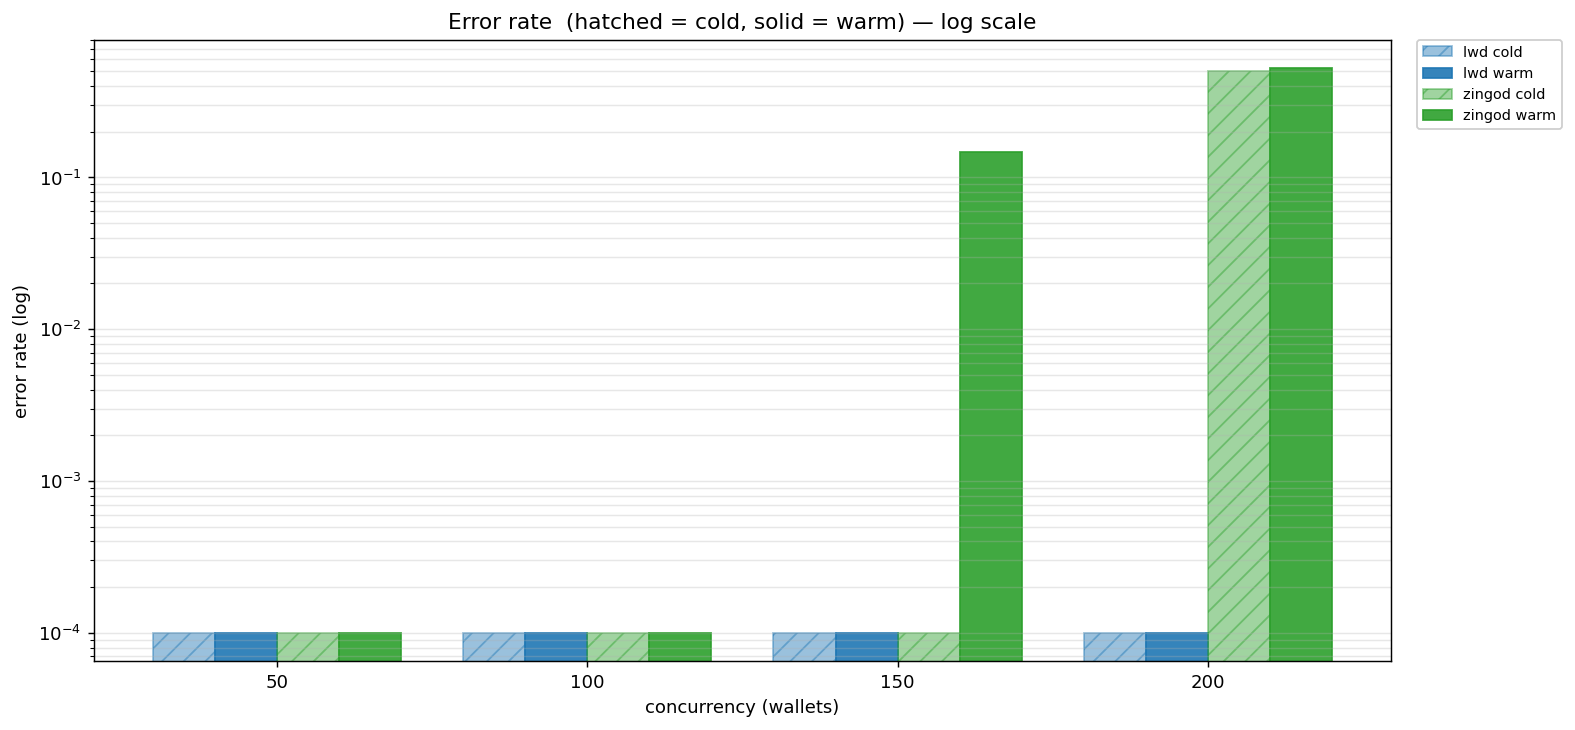 Error rate  (hatched = cold, solid = warm) — log scale
lwd cold
lwd warm
zingod cold
zingod warm
error rate (log)
10⁻¹
10⁻²
10⁻³
10⁻⁴
50 100 150 200
concurrency (wallets)